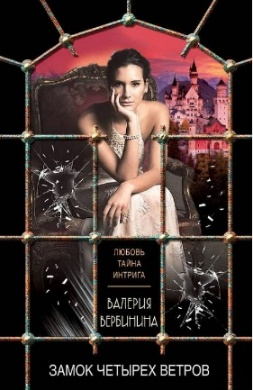 ЛЮБОВЬ
ТАЙНА
ИНТРИГА
ВАЛЕРИЯ
ВЕРБИНИНА
ЗАМОК ЧЕТЫРЕХ ВЕТРОВ